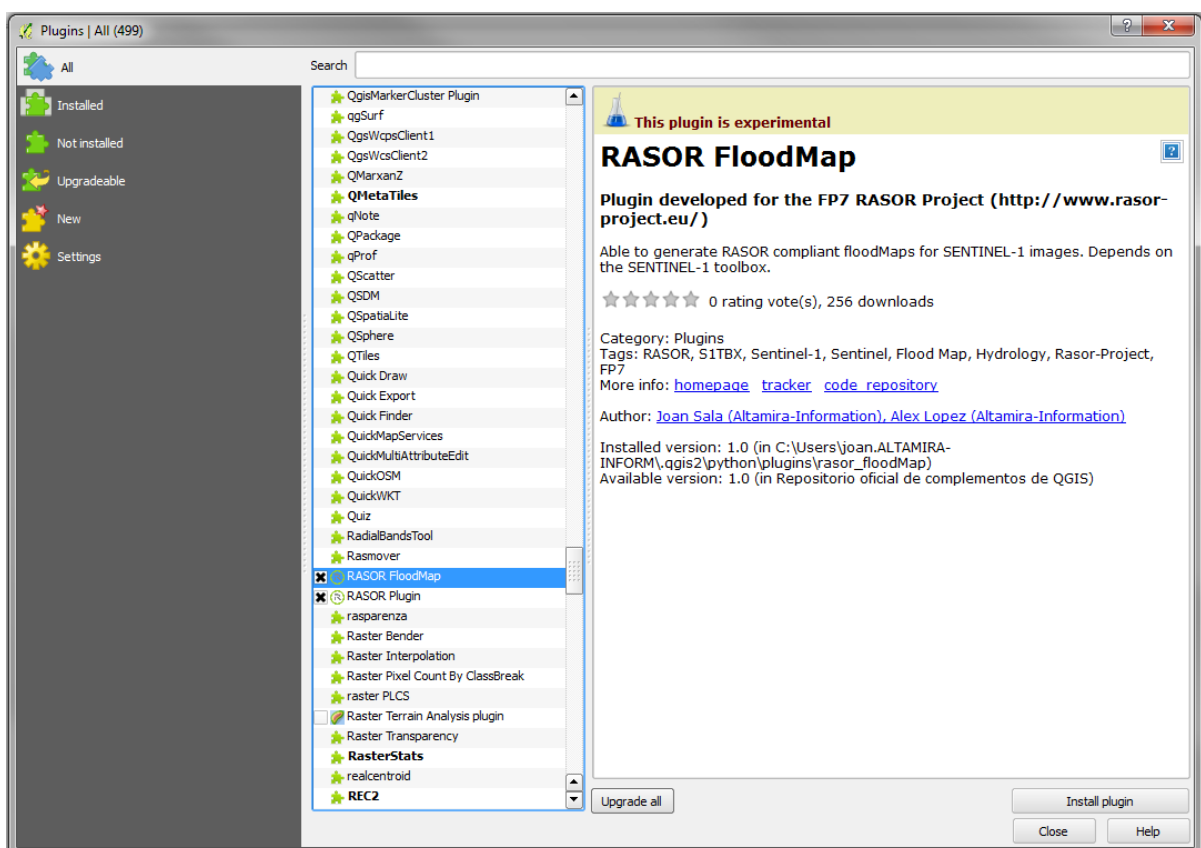 Plugins | All (499)
All
Installed
Not installed
Upgradeable
New
Settings
Search
QgisMarkerCluster Plugin
qgSurf
QgsWcpsClient1
QgsWcsClient2
QMarxanZ
QMetaTiles
qNote
QPackage
qProf
QScatter
QSDM
QSpatiaLite
QSphere
QTiles
Quick Draw
Quick Export
Quick Finder
QuickMapServices
QuickMultiAttributeEdit
QuickOSM
QuickWKT
Quiz
RadialBandsTool
Rasmover
RASOR FloodMap
RASOR Plugin
rasparenza
Raster Bender
Raster Interpolation
Raster Pixel Count By ClassBreak
raster PLCS
Raster Terrain Analysis plugin
Raster Transparency
RasterStats
realcentroid
REC2
This plugin is experimental
RASOR FloodMap
Plugin developed for the FP7 RASOR Project (http://www.rasor-
project.eu/)
Able to generate RASOR compliant floodMaps for SENTINEL-1 images. Depends on
the SENTINEL-1 toolbox.
0 rating vote(s), 256 downloads
Category: Plugins
Tags: RASOR, S1TBX, Sentinel-1, Sentinel, Flood Map, Hydrology, Rasor-Project,
FP7
More info: homepage tracker code repository
Author: Joan Sala (Altamira-Information), Alex Lopez (Altamira-Information)
Installed version: 1.0 (in C:\Users\joan.ALTAMIRA-
INFORM\.qgis2\python\plugins\rasor_floodMap)
Available version: 1.0 (in Repositorio oficial de complementos de QGIS)
Upgrade all
Install plugin
Close
Help